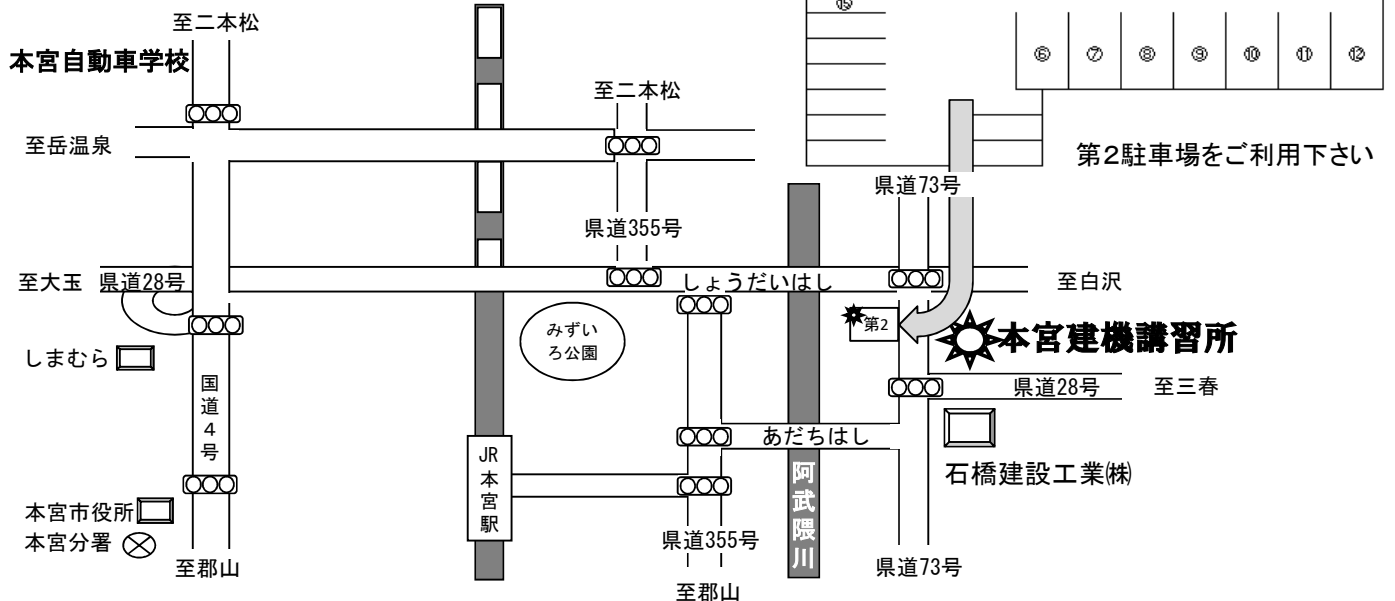 ⑮
至二本松
⑥ ⑦ ⑧ ⑨ ⑩ ⑪ ⑫
本宮自動車学校
至二本松
至岳温泉
第2駐車場をご利用下さい
県道73号
県道355号
至大玉 県道28号
しょうだいはし
至白沢
みずい
ろ公園
第2
本宮建機講習所
しまむら
国道4号
県道28号
至三春
あだちはし
JR本宮駅
阿武隈川
石橋建設工業㈱
本宮市役所
本宮分署
県道355号
至郡山
県道73号
至郡山